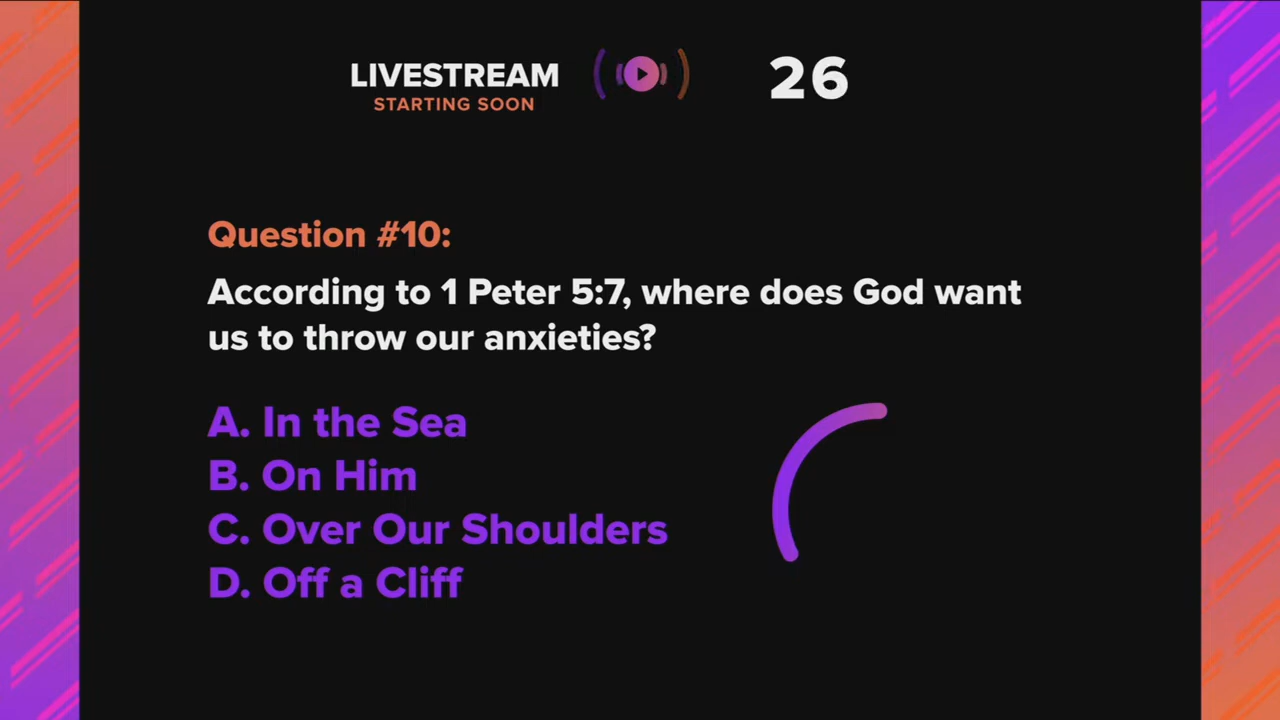 LIVESTREAM
STARTING SOON
26
Question #10:
According to 1 Peter 5:7, where does God want
us to throw our anxieties?
A. In the Sea
B. On Him
C. Over Our Shoulders
D. Off a Cliff